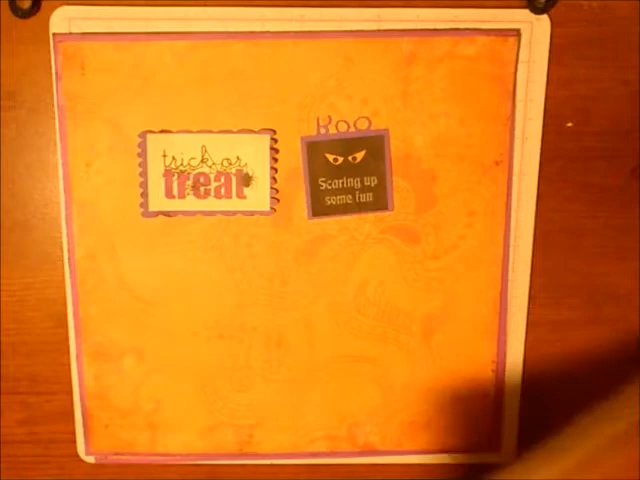 trick or
treat
Boo
Scaring up
some fun